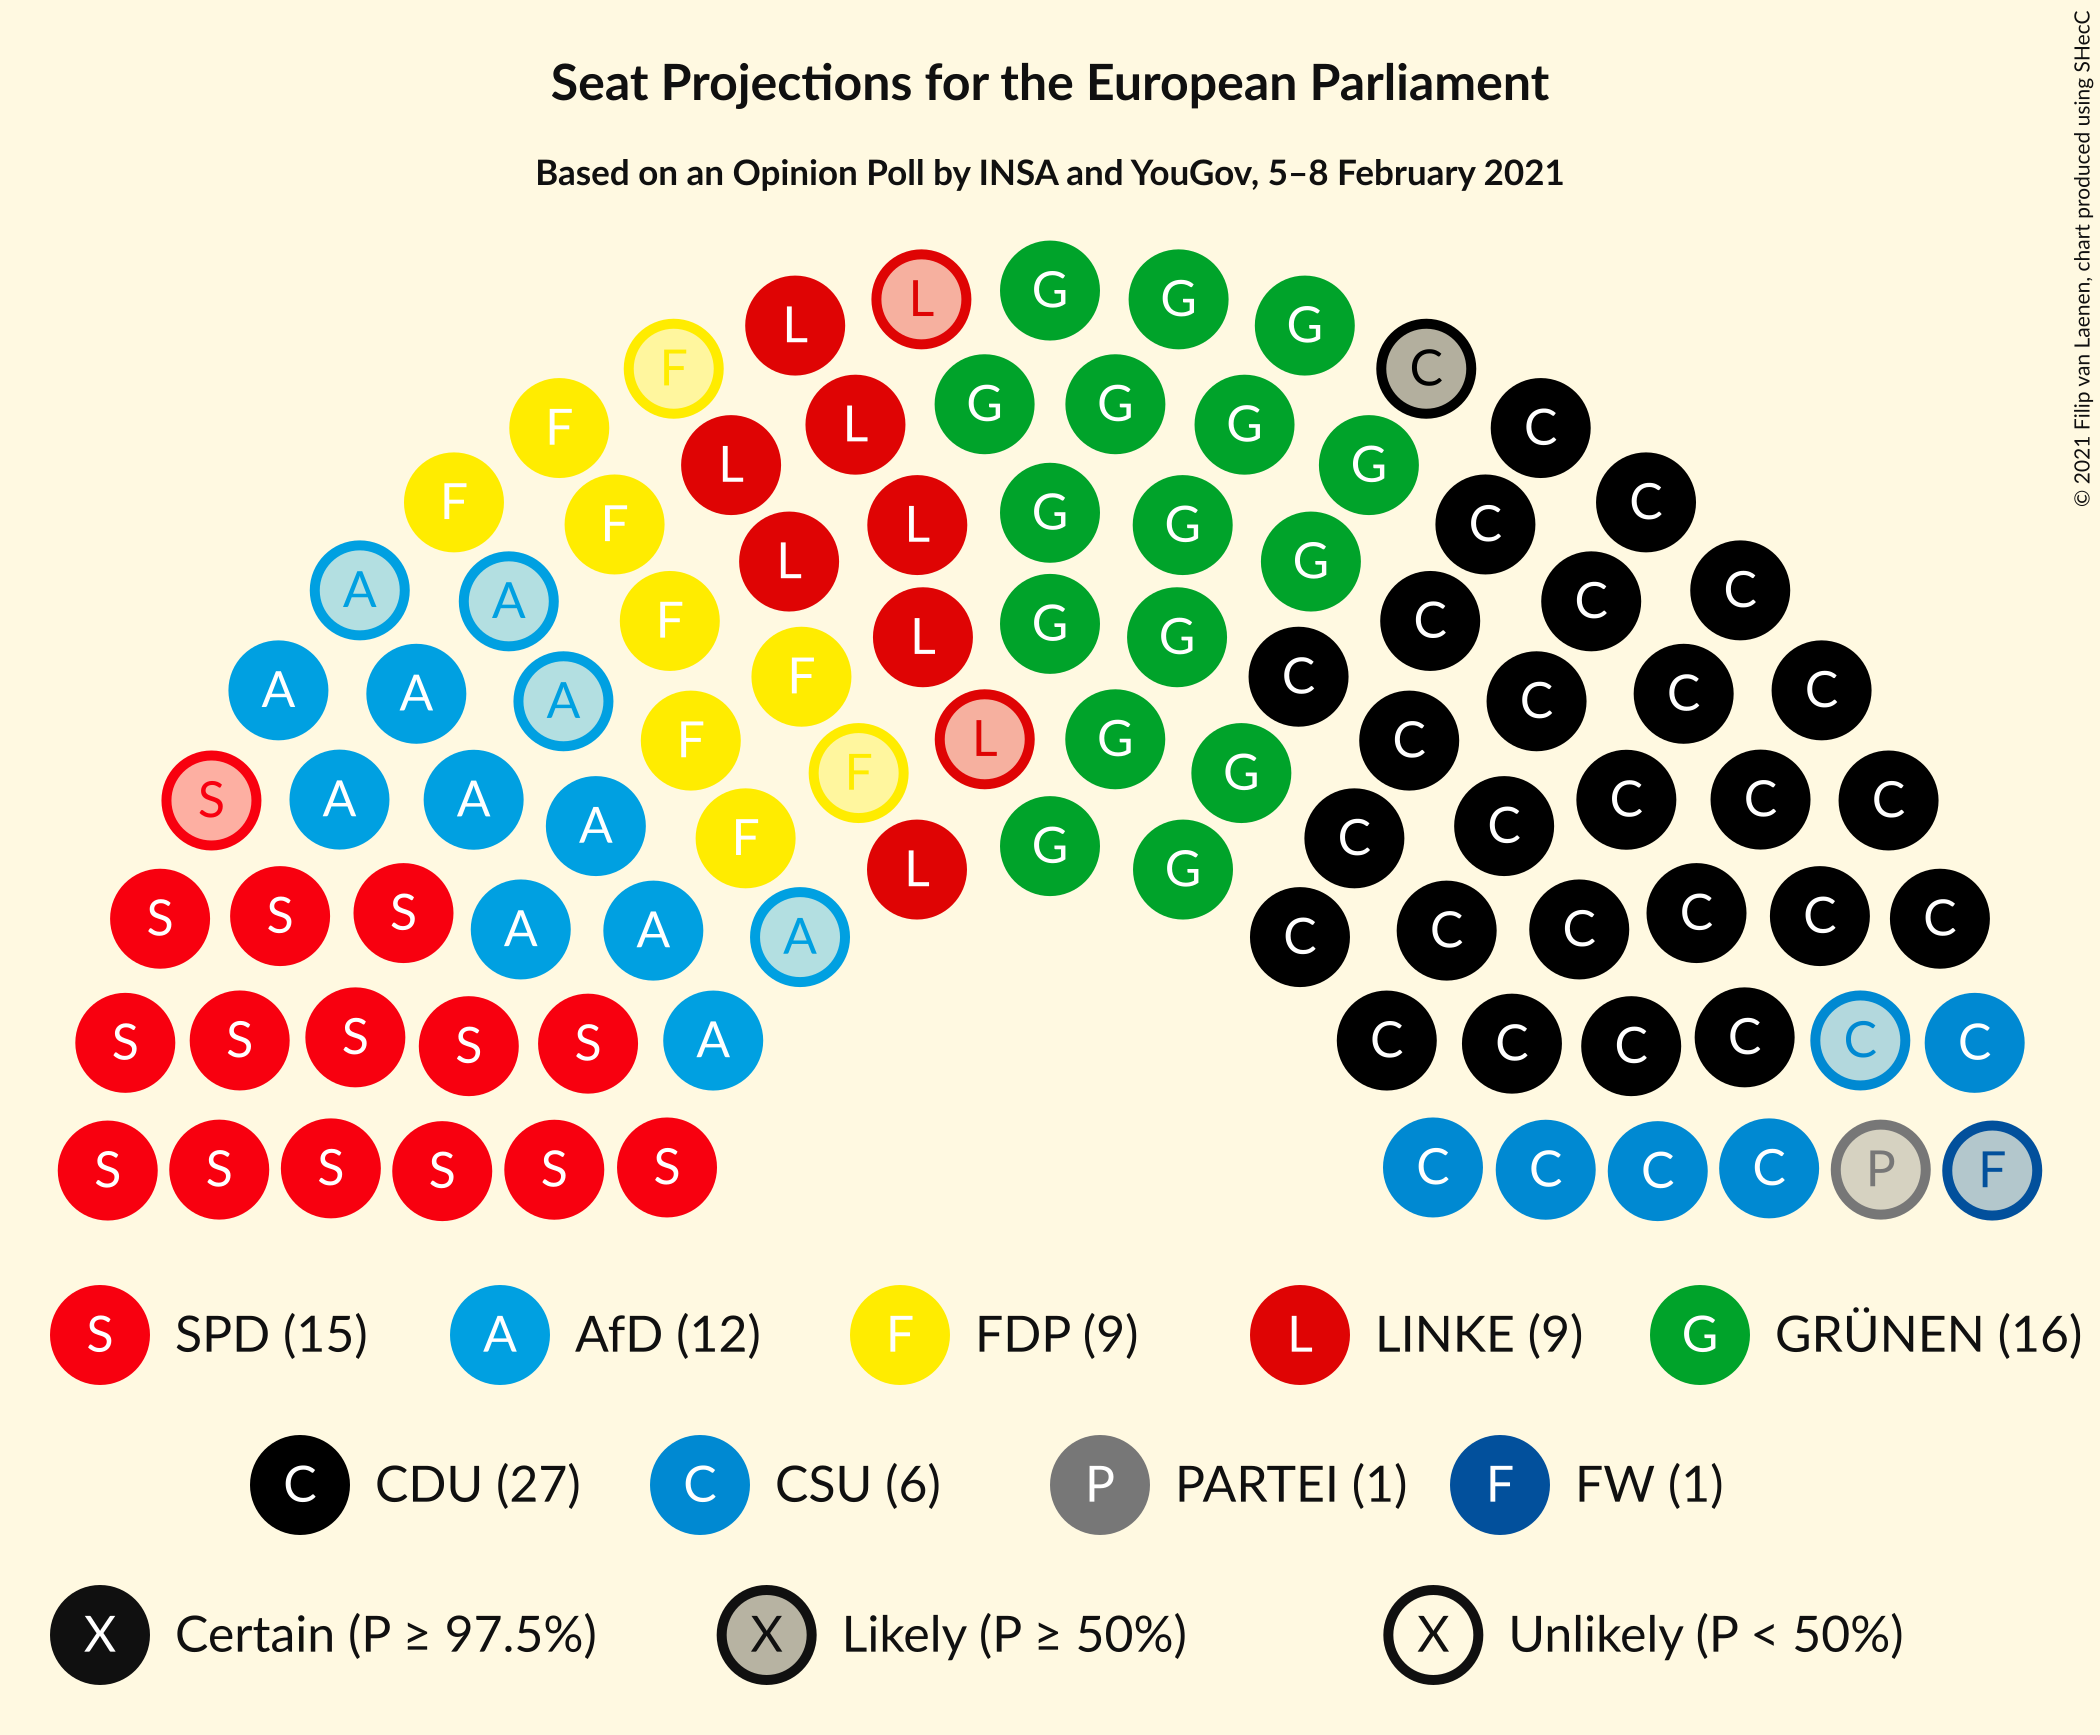 Seat Projections for the European Parliament
Based on an Opinion Poll by INSA and YouGov, 5–8 February 2021
© 2021 Filip van Laenen, chart produced using SHecC
L G G G
F L C
F L G G G C
F L G C
F L G G C
A A L G C C
F F L G G C C
A A A F C C C
F L G C C
S A A F G C C C
A F C C
L G G
S S S A A A C C C C C C
S S S S S A C C C C C C
S S S S S S C C C C P F
S SPD (15) A AfD (12) F FDP (9) L LINKE (9) G GRÜNEN (16)
C CDU (27) C CSU (6) P PARTEI (1) F FW (1)
X Certain (P ≥ 97.5%) X Likely (P ≥ 50%) X Unlikely (P < 50%)